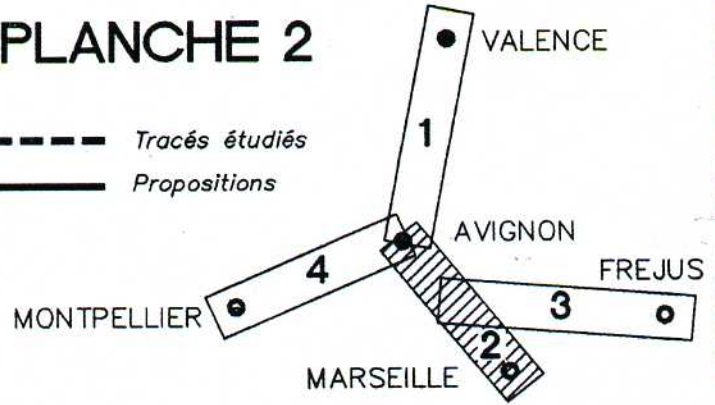 PLANCHE 2
Tracés étudiés
Propositions
VALENCE
1
AVIGNON
4
FREJUS
3
MONTPELLIER
2
MARSEILLE